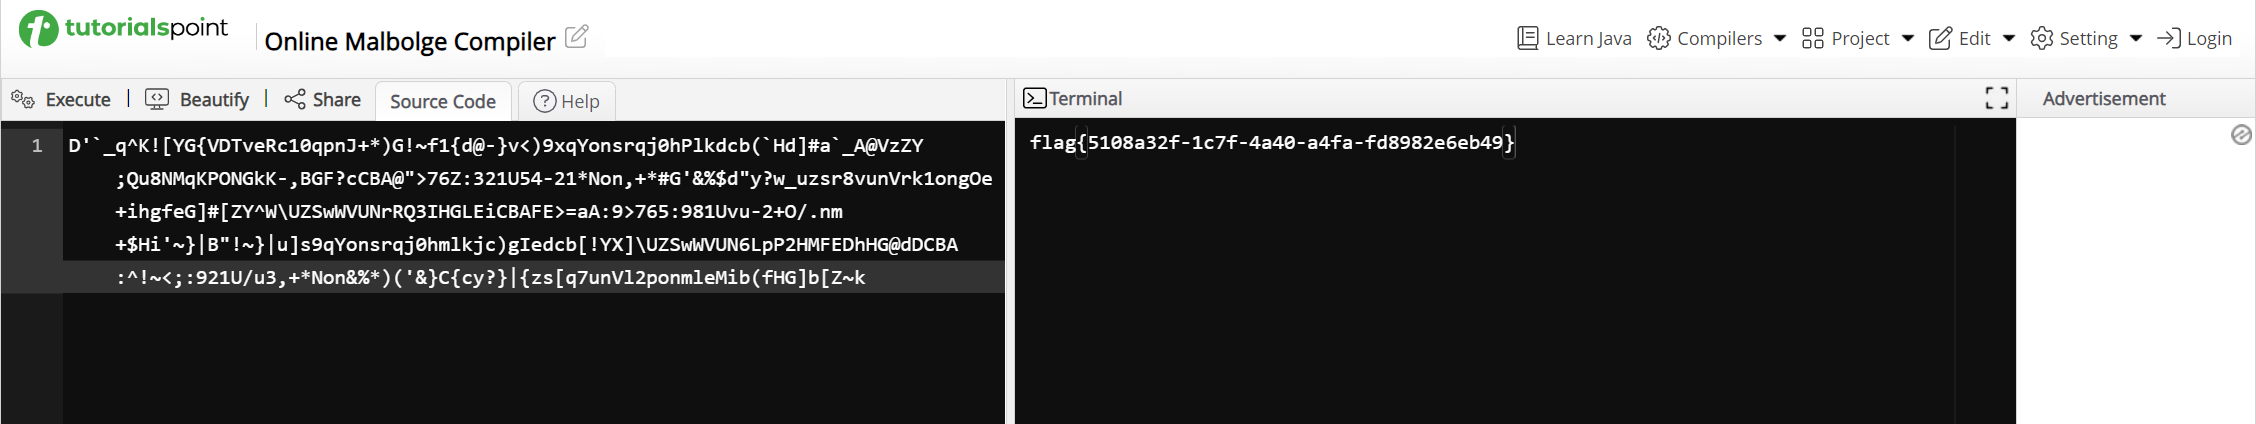 tutorialspoint
Online Malbolge Compiler
Learn Java
Compilers
Project
Edit
Setting
Login
Execute
Beautify
Share
Source Code
Help
1
D'`_q^K![YG{VDTveRc10qpnJ+*)G!~f1{d@-}v<)9xqYonsrqj0hPlkdcb(`Hd]#a`_A@VzZY
;Qu8NMqKPONGkK-,BGF?cCBA@">76Z:321U54-21*Non,+*#G'&%$d"y?w_uzsr8vunVrk1ongOe
+ihgfeG]#[ZY^W\UZSwWVUNrRQ3IHGLEiCBAFE>=aA:9>765:981Uvu-2+O/.nm
+$Hi'~}|B"!~}|u]s9qYonsrqj0hmlkjc)gIedcb[!YX]\UZSwWVUN6LpP2HMFEDhHG@dDCBA
:^!~<;:921U/u3,+*Non&%*)('&}C{cy?}|{zs[q7unVl2ponmleMib(fHG]b[Z~k
Terminal
flag{5108a32f-1c7f-4a40-a4fa-fd8982e6eb49}
Advertisement